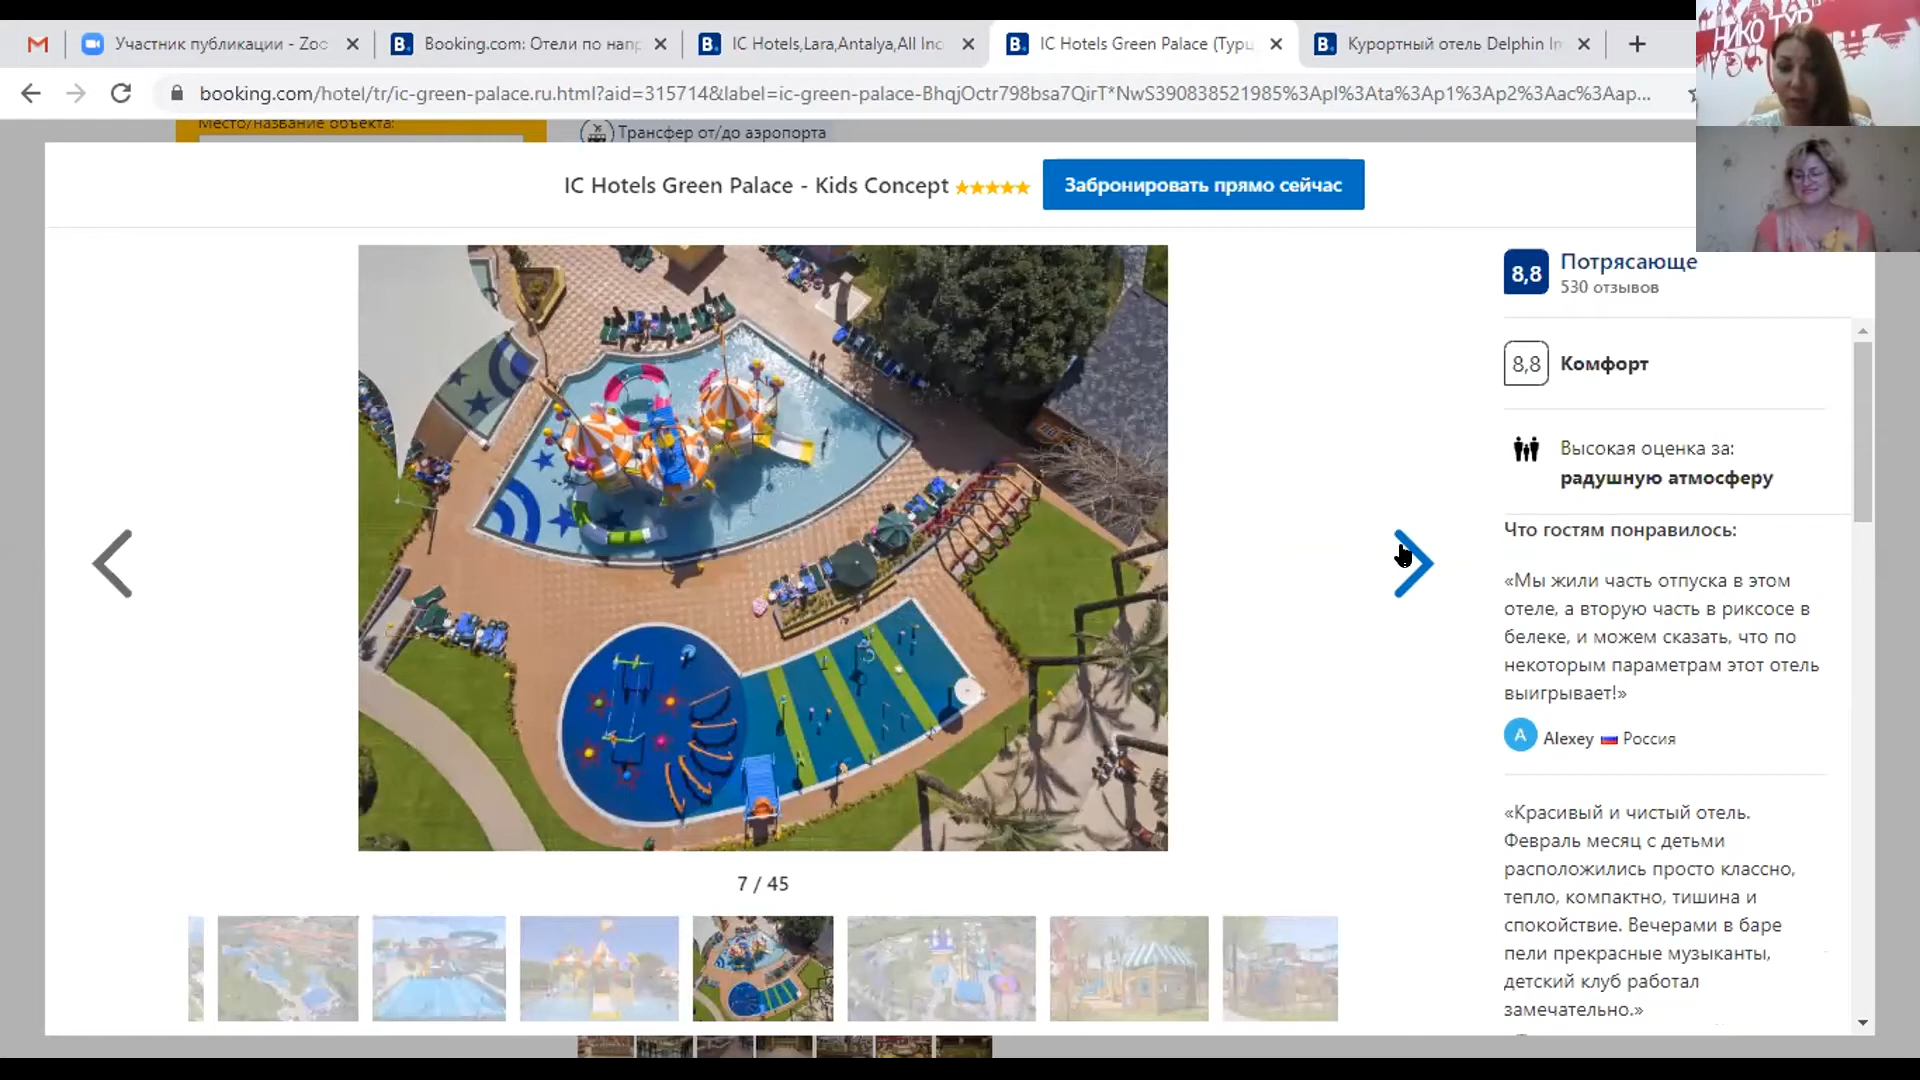 Участник публикации - Zoo
Booking.com: Отели по напр
IC Hotels,Lara,Antalya,All Inc
IC Hotels Green Palace (Турц
Курортный отель Delphin Im
booking.com/hotel/tr/ic-green-palace.ru.html?aid=315714&label=ic-green-palace-BhqjOctr798bsa7QirT*NwS390838521985%3Apl%3Ata%3Ap1%3Ap2%3Aac%3Aap...
НИКО ТУР
Место/название объекта:
Трансфер от/до аэропорта
IC Hotels Green Palace - Kids Concept
Забронировать прямо сейчас
8,8
Потрясающе
530 отзывов
8,8 Комфорт
Высокая оценка за:
радушную атмосферу
Что гостям понравилось:
«Мы жили часть отпуска в этом
отеле, а вторую часть в риксосе в
белеке, и можем сказать, что по
некоторым параметрам этот отель
выигрывает!»
A Alexey Россия
«Красивый и чистый отель.
Февраль месяц с детьми
расположились просто классно,
тепло, компактно, тишина и
спокойствие. Вечерами в баре
пели прекрасные музыканты,
детский клуб работал
замечательно.»
7 / 45